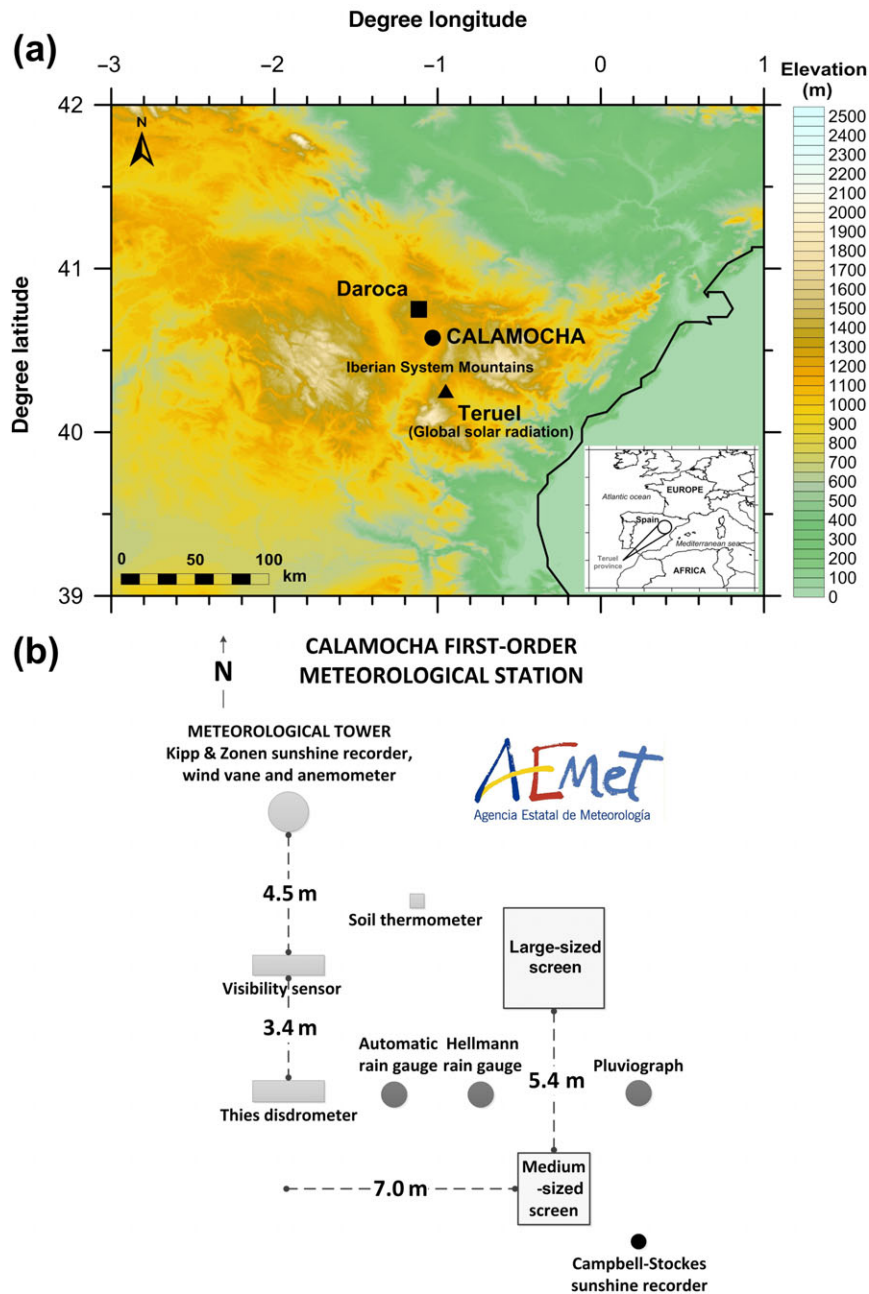 Degree longitude
(a)
−3
−2
−1
0
1
Elevation
(m)
42
41
40
39
Degree latitude
N
2500
2400
2300
2200
2100
2000
1900
1800
1700
1600
1500
1400
1300
1200
1100
1000
900
800
700
600
500
400
300
200
100
0
Daroca
CALAMOCHA
Iberian System Mountains
Teruel
(Global solar radiation)
0 50 100
km
EUROPE
Atlantic ocean
Spain
Mediterranean sea
Teruel
province
AFRICA
(b)
N
CALAMOCHA FIRST-ORDER
METEOROLOGICAL STATION
METEOROLOGICAL TOWER
Kipp & Zonen sunshine recorder,
wind vane and anemometer
AEMet
Agencia Estatal de Meteorología
4.5 m
Soil thermometer
Large-sized
screen
Visibility sensor
3.4 m
Automatic
rain gauge
Hellmann
rain gauge
5.4 m
Pluviograph
Thies disdrometer
7.0 m
Medium
-sized
screen
Campbell-Stockes
sunshine recorder